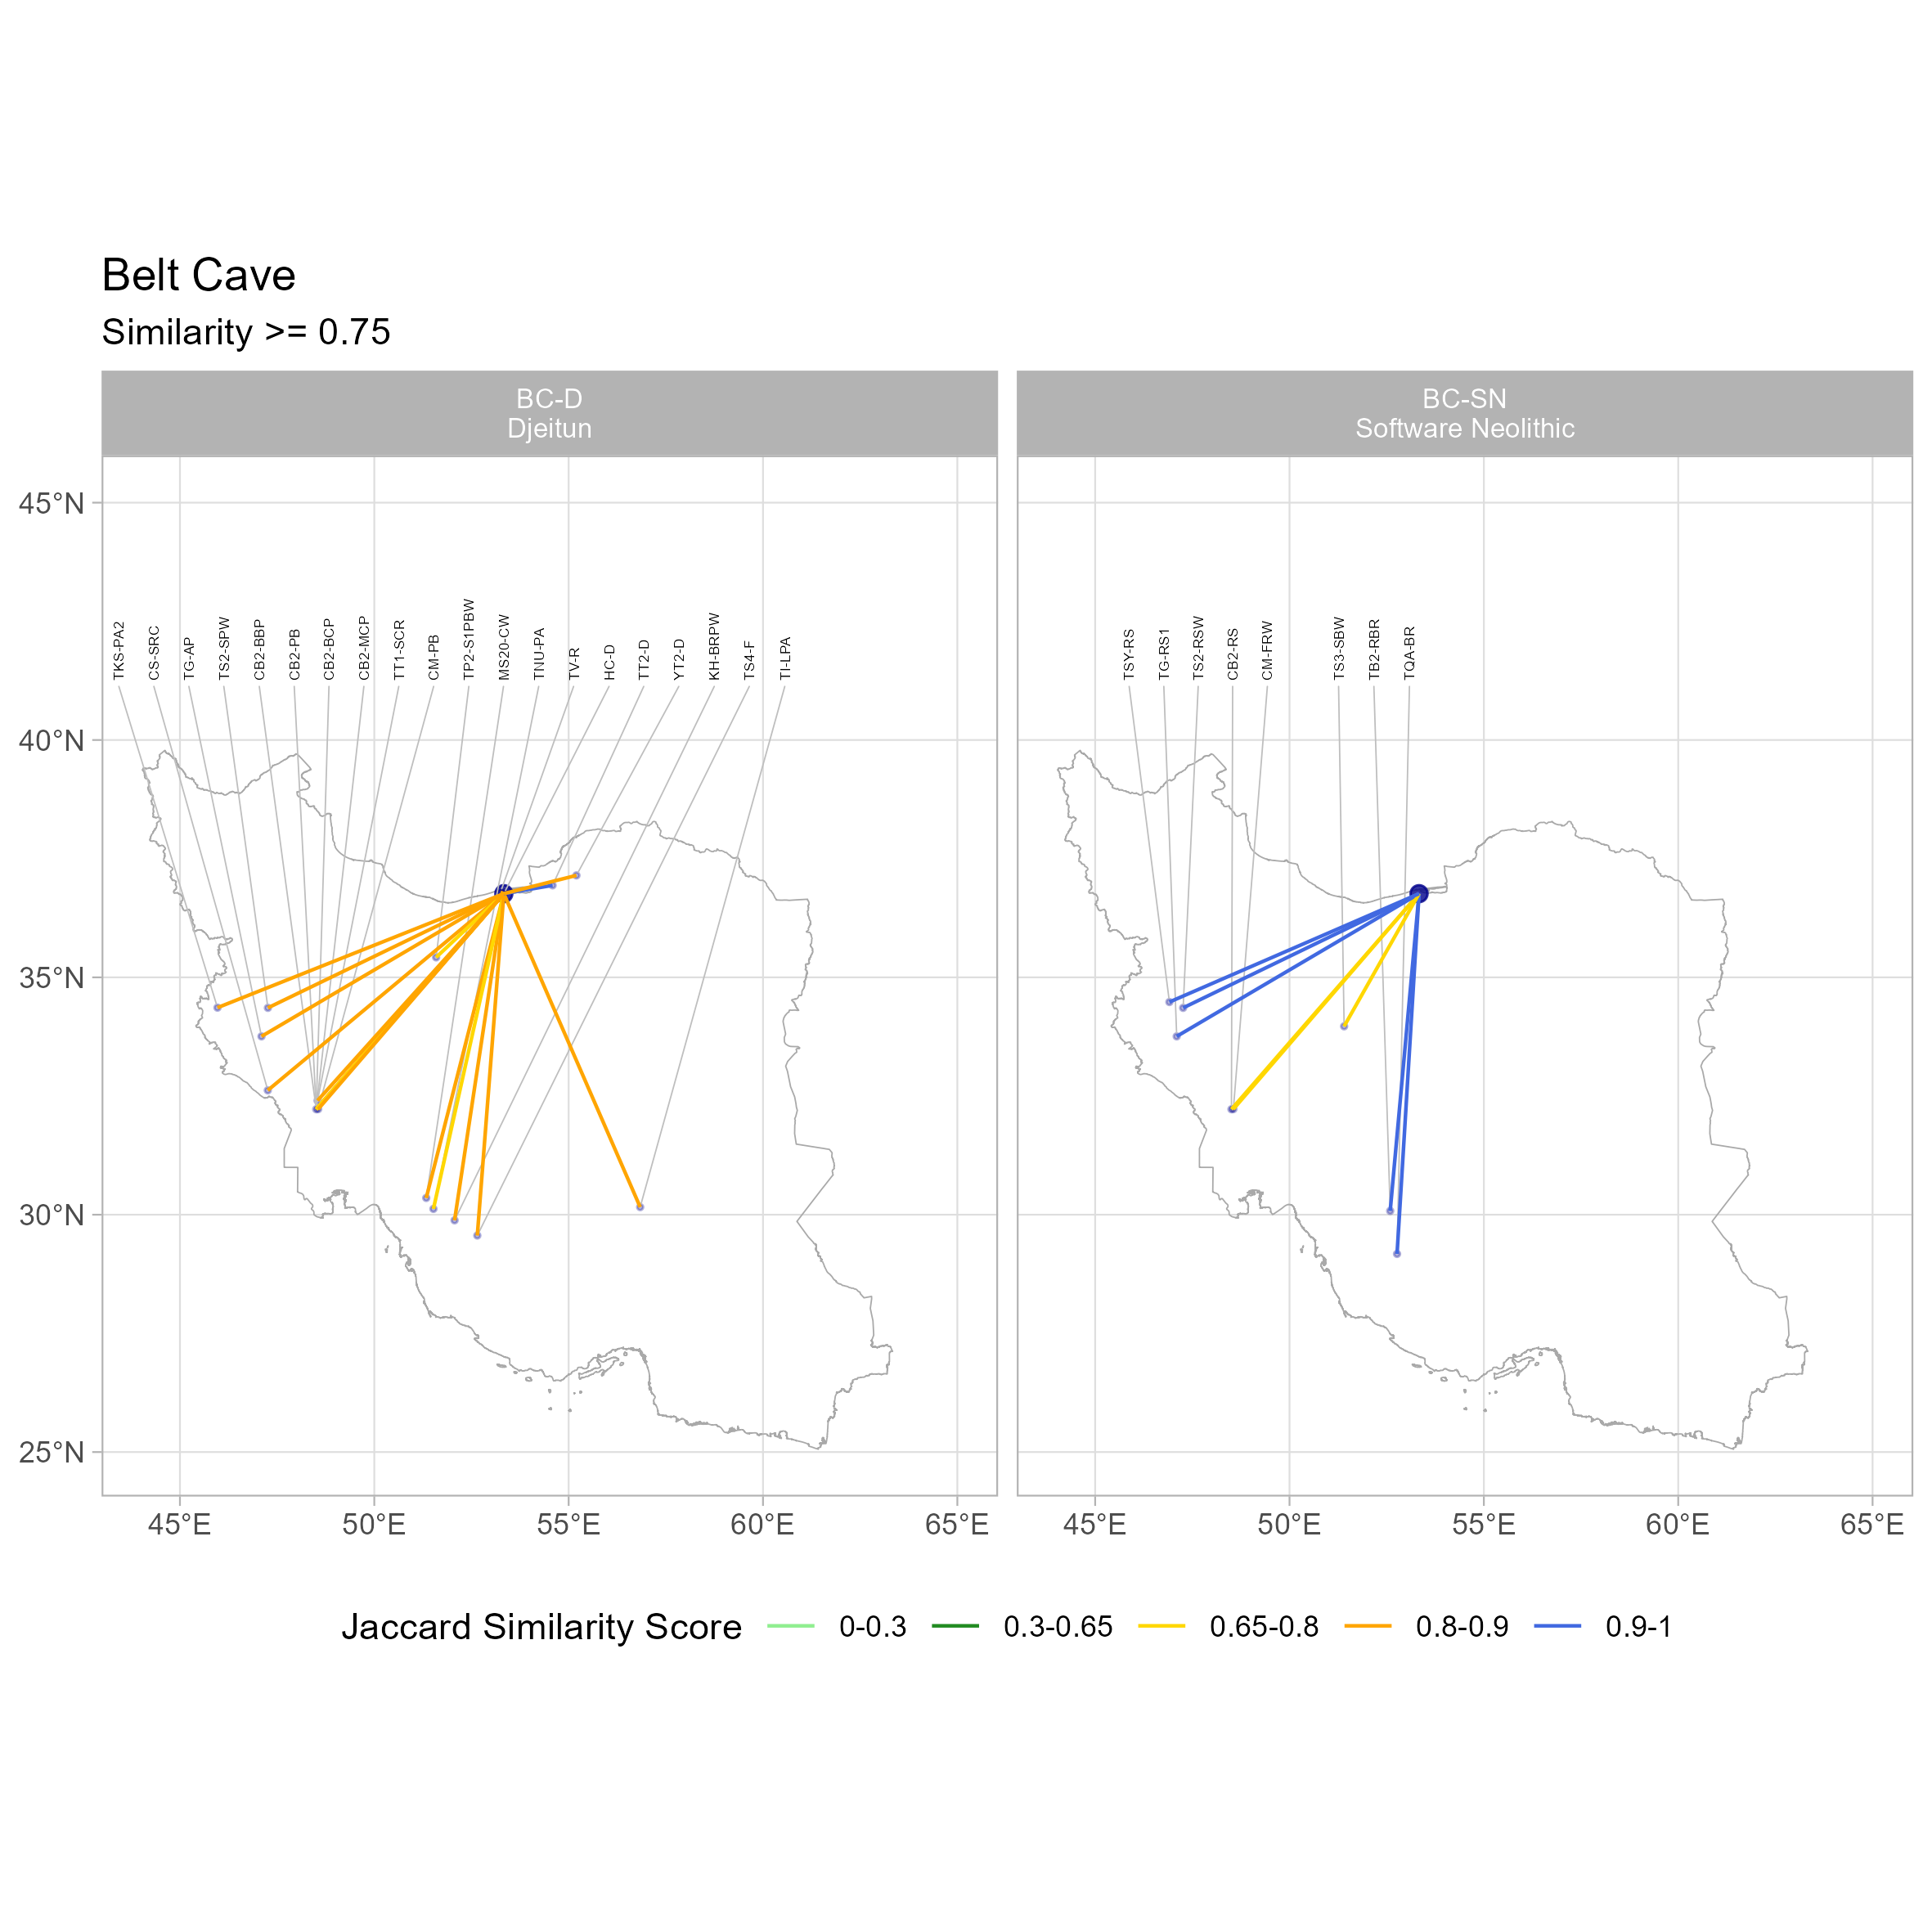 Belt Cave
Similarity >= 0.75
BC-D
Djeitun
BC-SN
Software Neolithic
45°N
40°N
35°N
30°N
25°N
TKS-PA2
CS-SRC
TG-AP
TS2-SPW
CB2-BBP
CB2-PB
CB2-BCP
CB2-MCP
TT1-SCR
CM-PB
TP2-S1PBW
MS20-CW
TNU-PA
TV-R
HC-D
TT2-D
YT2-D
KH-BRPW
TS4-F
TI-LPA
TSY-RS
TG-RS1
TS2-RSW
CB2-RS
CM-FRW
TS3-SBW
TB2-RBR
TQA-BR
45°E 50°E 55°E 60°E 65°E
45°E 50°E 55°E 60°E 65°E
Jaccard Similarity Score 0-0.3 0.3-0.65 0.65-0.8 0.8-0.9 0.9-1